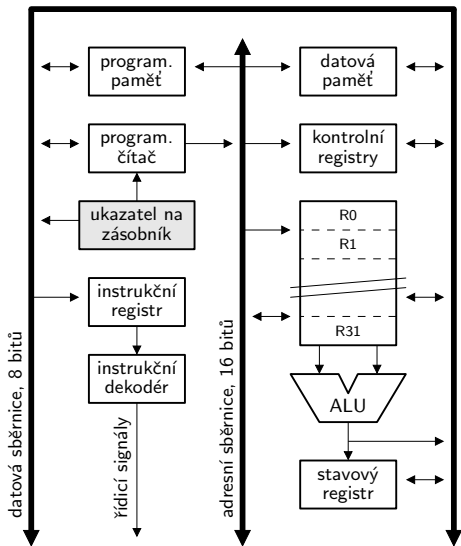 program.
paměť
datová
paměť
program.
čítač
kontrolní
registry
ukazatel na
zásobník
R0
R1
R31
instrukční
registr
instrukční
dekodér
ALU
stavový
registr
datová sběrnice, 8 bitů
řídicí signály
adresní sběrnice, 16 bitů